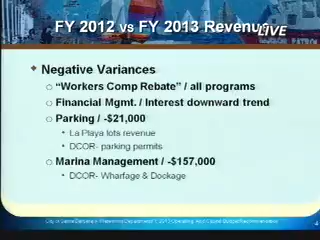 FY 2012 vs FY 2013 Revenue
LIVE
Negative Variances
"Workers Comp Rebate" / all programs
Financial Mgmt. / Interest downward trend
Parking / -$21,000
La Playa lots revenue
DCOR- parking permits
Marina Management / -$157,000
DCOR- Wharfage & Dockage
4